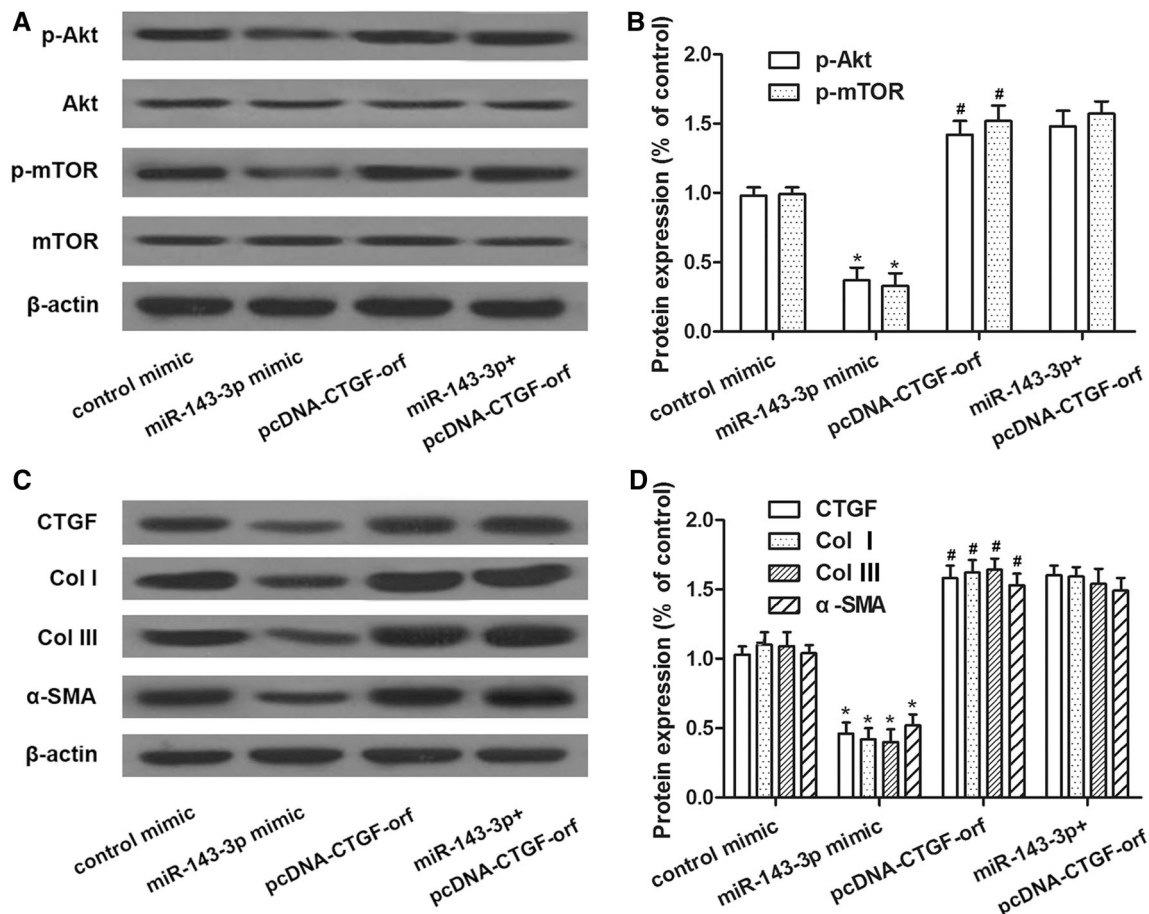 A
p-Akt
Akt
p-mTOR
mTOR
β-actin
control mimic
miR-143-3p mimic
pcDNA-CTGF-orf
miR-143-3p+
pcDNA-CTGF-orf
B
Protein expression (% of control)
2.0
1.5
1.0
0.5
0.0
p-Akt
p-mTOR
* *
# #
control mimic
miR-143-3p mimic
pcDNA-CTGF-orf
miR-143-3p+
pcDNA-CTGF-orf
C
CTGF
Col I
Col III
α-SMA
β-actin
control mimic
miR-143-3p mimic
pcDNA-CTGF-orf
miR-143-3p+
pcDNA-CTGF-orf
D
Protein expression (% of control)
2.0
1.5
1.0
0.5
0.0
CTGF
Col I
Col III
α-SMA
* * * *
# # # #
control mimic
miR-143-3p mimic
pcDNA-CTGF-orf
miR-143-3p+
pcDNA-CTGF-orf